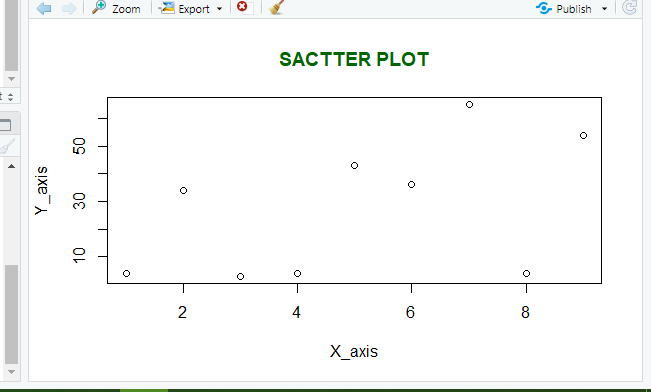 Zoom Export Publish
SACTTER PLOT
Y_axis
50
30
10
2 4 6 8
X_axis